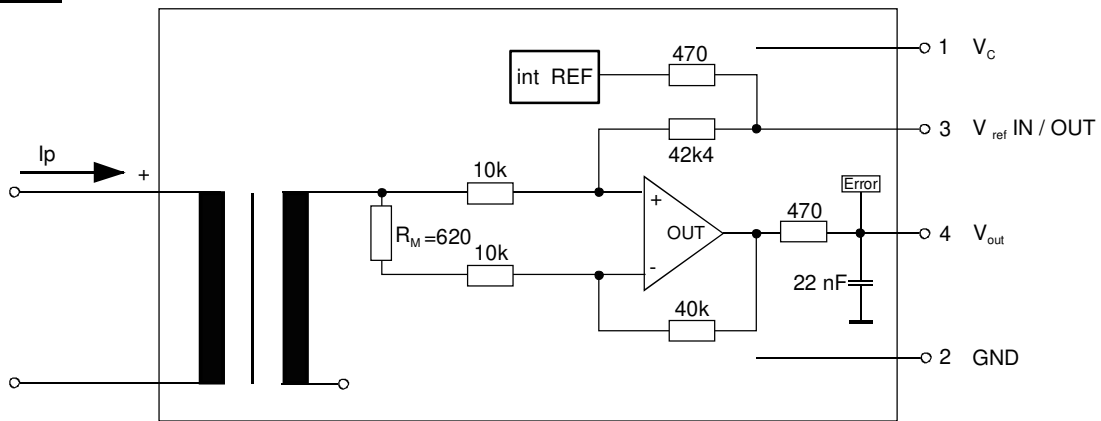 1 V_C
470
int REF
3 V_ref IN / OUT
42k4
Ip
+
10k
Error
+
470
OUT
4 V_out
R_M =620
10k
-
22 nF
40k
2 GND